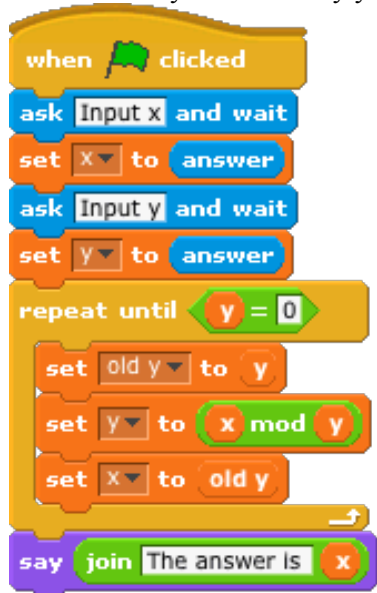 when clicked
ask Input x and wait
set x to answer
ask Input y and wait
set y to answer
repeat until y = 0
set old y to y
set y to x mod y
set x to old y
say join The answer is x